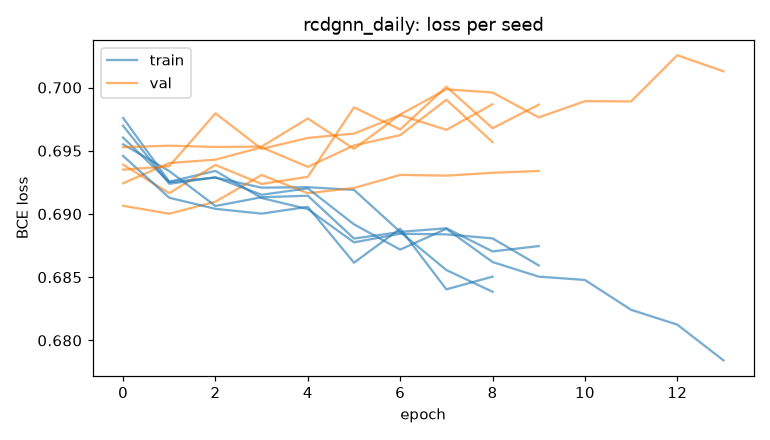 rcdgnn_daily: loss per seed
train
val
0.700
0.695
0.690
0.685
0.680
BCE loss
0 2 4 6 8 10 12
epoch